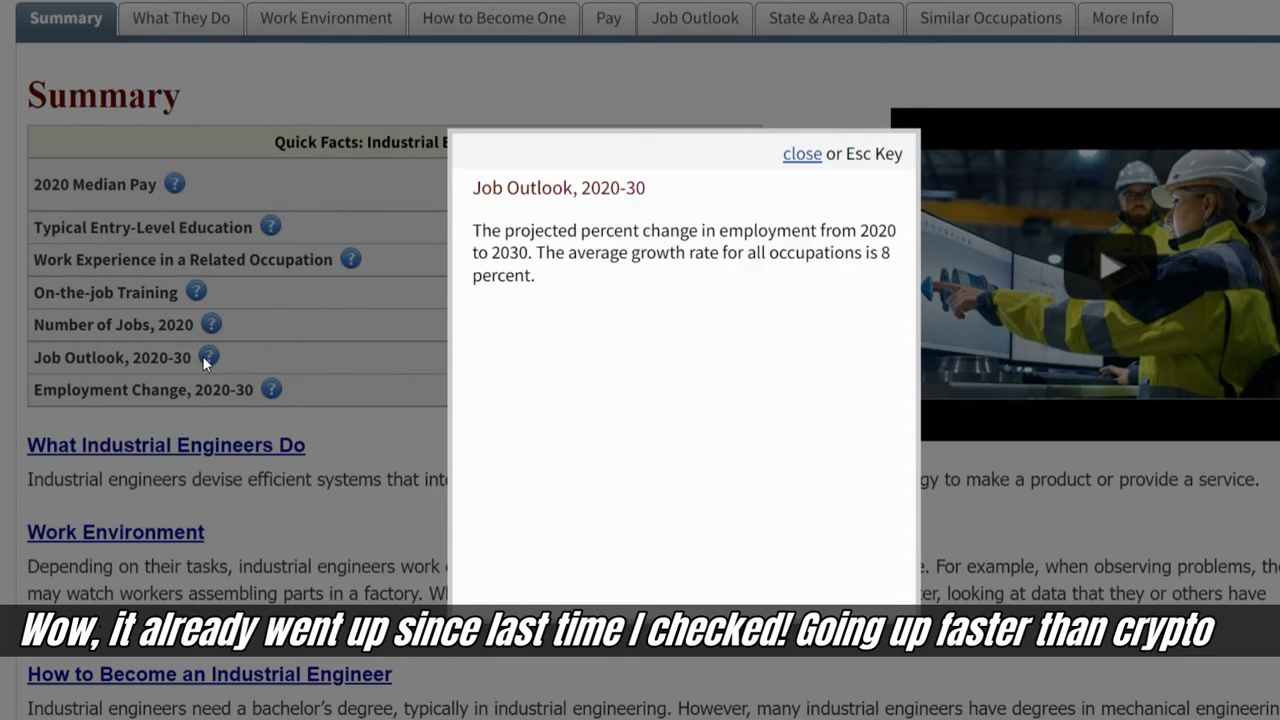 Summary
What They Do
Work Environment
How to Become One
Pay
Job Outlook
State & Area Data
Similar Occupations
More Info
Summary
Quick Facts: Industrial
2020 Median Pay ?
Typical Entry-Level Education ?
Work Experience in a Related Occupation ?
On-the-job Training ?
Number of Jobs, 2020 ?
Job Outlook, 2020-30 ?
Employment Change, 2020-30 ?
close or Esc Key
Job Outlook, 2020-30
The projected percent change in employment from 2020
to 2030. The average growth rate for all occupations is 8
percent.
What Industrial Engineers Do
Industrial engineers devise efficient systems that
to make a product or provide a service.
Work Environment
Depending on their tasks, industrial engineers work
For example, when observing problems,
may watch workers assembling parts in a factory.
looking at data that they or others have
Wow, it already went up since last time I checked! Going up faster than crypto
How to Become an Industrial Engineer
Industrial engineers need a bachelor's degree, typically in industrial engineering. However, many industrial engineers have degrees in mechanical